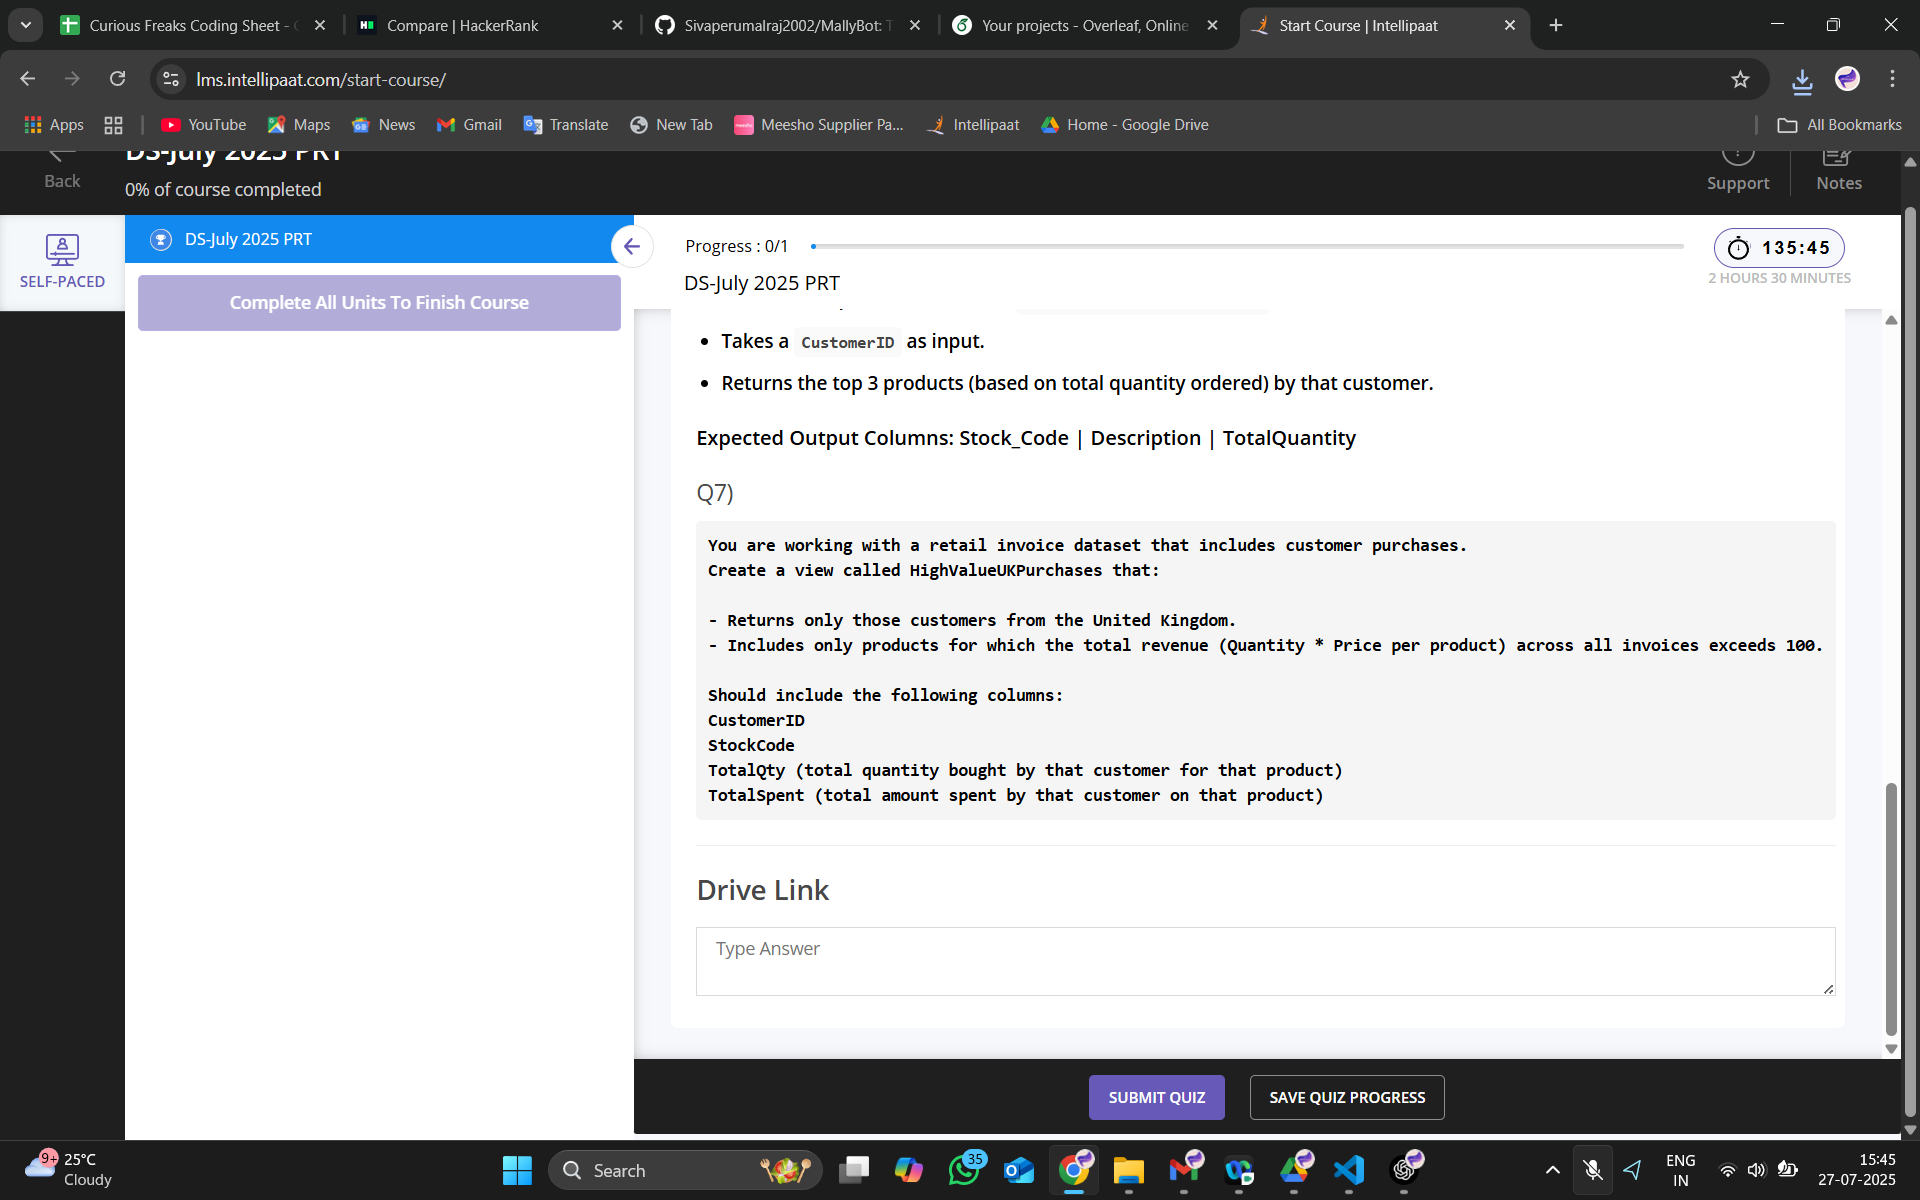 Curious Freaks Coding Sheet -
Compare | HackerRank
Sivaperumalraj2002/MallyBot:
Your projects - Overleaf, Online
Start Course | Intellipaat
lms.intellipaat.com/start-course/
Apps
YouTube
Maps
News
Gmail
Translate
New Tab
Meesho Supplier Pa...
Intellipaat
Home - Google Drive
All Bookmarks
Back
DS-July 2025 PRT
0% of course completed
Support
Notes
SELF-PACED
DS-July 2025 PRT
Complete All Units To Finish Course
Progress : 0/1
135:45
2 HOURS 30 MINUTES
DS-July 2025 PRT
• Takes a CustomerID as input.
• Returns the top 3 products (based on total quantity ordered) by that customer.
Expected Output Columns: Stock_Code | Description | TotalQuantity
Q7)
You are working with a retail invoice dataset that includes customer purchases.
Create a view called HighValueUKPurchases that:
- Returns only those customers from the United Kingdom.
- Includes only products for which the total revenue (Quantity * Price per product) across all invoices exceeds 100.
Should include the following columns:
CustomerID
StockCode
TotalQty (total quantity bought by that customer for that product)
TotalSpent (total amount spent by that customer on that product)
Drive Link
Type Answer
SUBMIT QUIZ
SAVE QUIZ PROGRESS
9+
25°C
Cloudy
Search
35
ENG
IN
15:45
27-07-2025